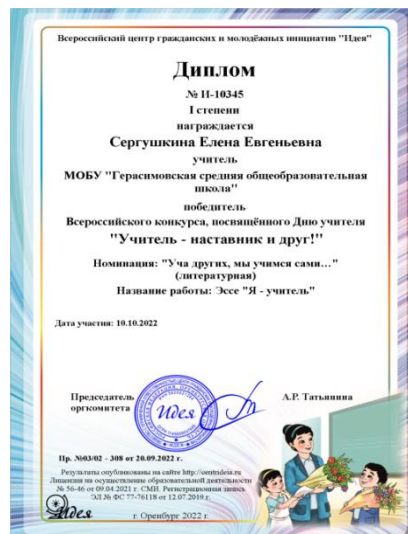 Всероссийский центр гражданских и молодёжных инициатив "Идея"
Диплом
№ И-10345
I степени
награждается
Сергушкина Елена Евгеньевна
учитель
МОБУ "Герасимовская средняя общеобразовательная
школа"
победитель
Всероссийского конкурса, посвящённого Дню учителя
"Учитель - наставник и друг!"
Номинация: "Уча других, мы учимся сами…"
(литературная)
Название работы: Эссе "Я - учитель"
Дата участия: 10.10.2022
Председатель
оргкомитета
Идея
А.Р. Татьянина
Пр. №03/02 - 308 от 20.09.2022 г.
Результаты опубликованы на сайте http://centrideia.ru
Лицензия на осуществление образовательной деятельности
№ 56-46 от 09.04.2021 г. СМИ. Регистрационная запись
ЭЛ № ФС 77-76118 от 12.07.2019 г.
Идея
г. Оренбург 2022 г.